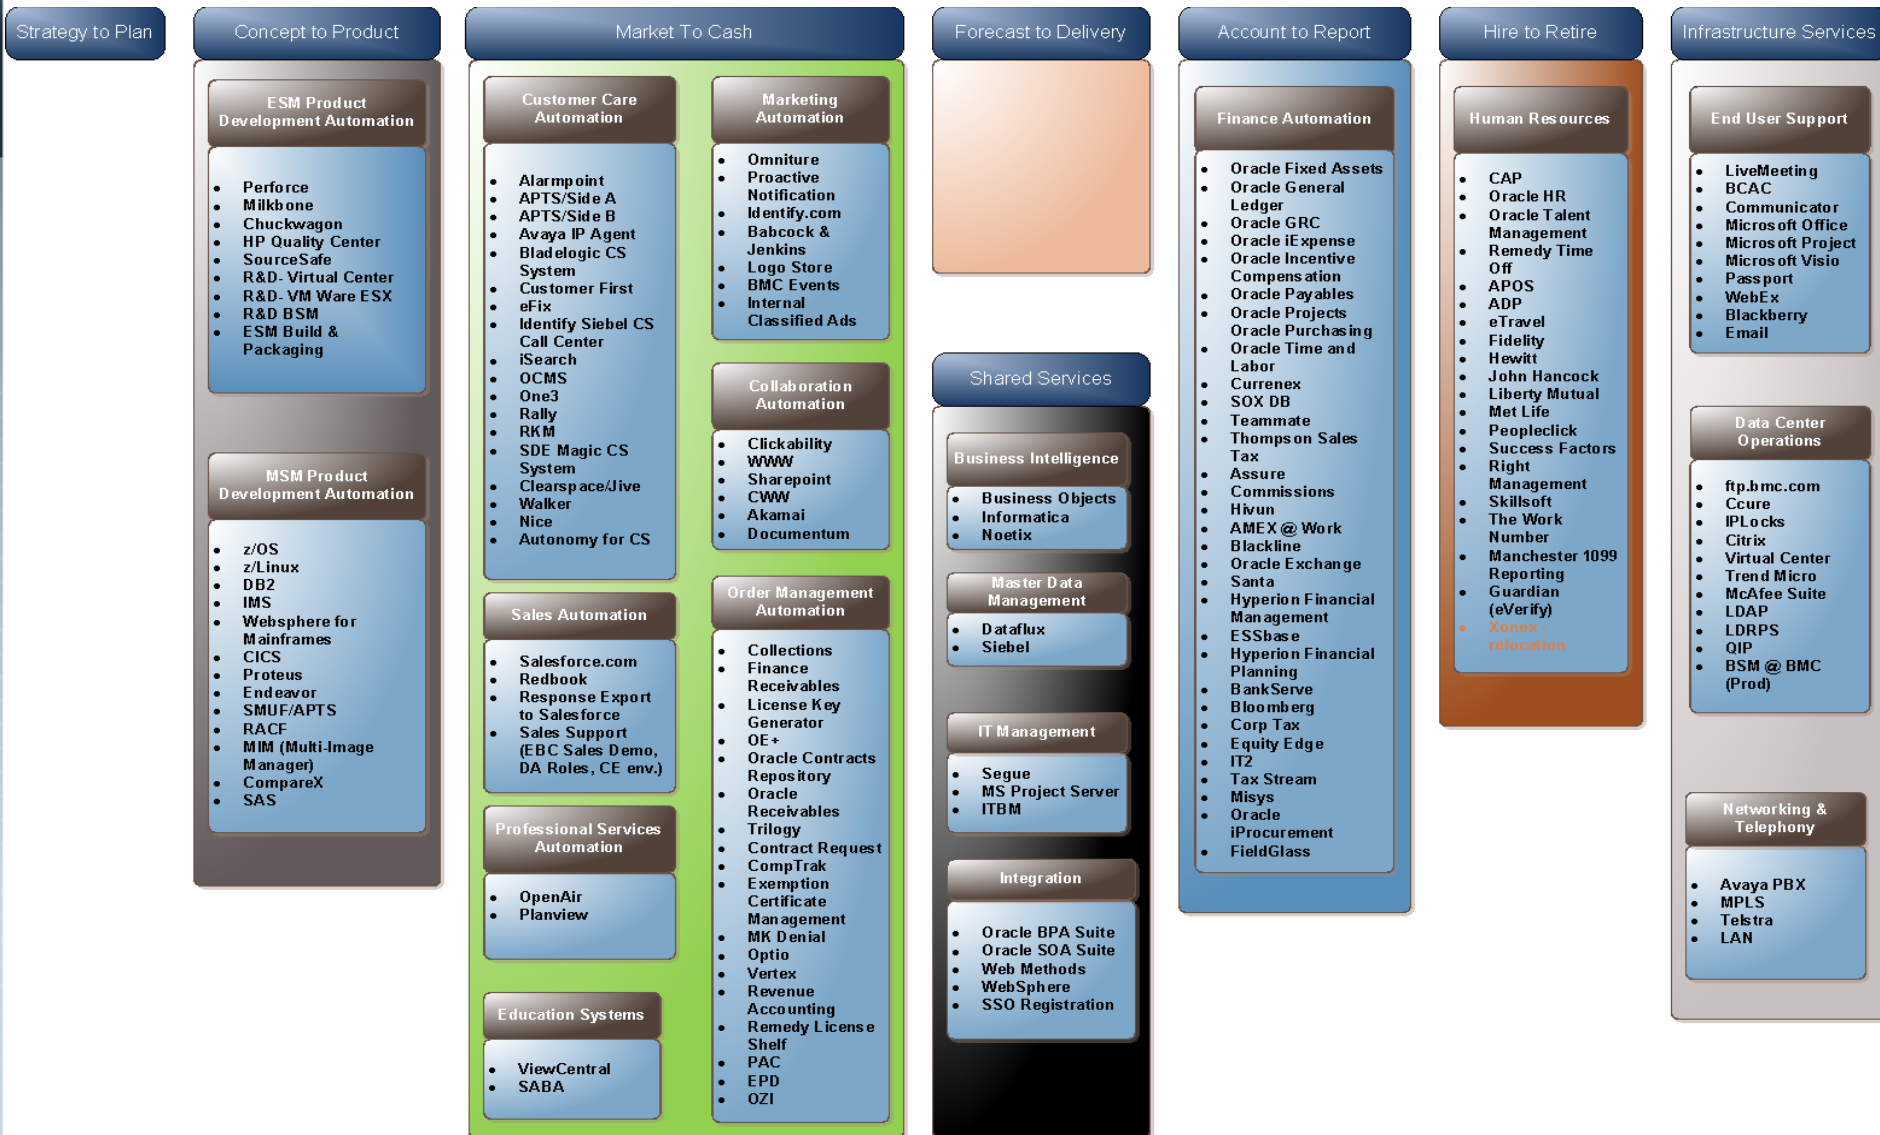 Strategy to Plan
Concept to Product
Market To Cash
Forecast to Delivery
Account to Report
Hire to Retire
Infrastructure Services
ESM Product
Development Automation
• Perforce
• Milkbone
• Chuckwagon
• HP Quality Center
• SourceSafe
• R&D- Virtual Center
• R&D- VM Ware ESX
• R&D BSM
• ESM Build &
Packaging
MSM Product
Development Automation
• z/OS
• z/Linux
• DB2
• IMS
• Websphere for
Mainframes
• CICS
• Proteus
• Endeavor
• SMUF/APTS
• RACF
• MIM (Multi-Image
Manager)
• CompareX
• SAS
Customer Care
Automation
• Alarmpoint
• APTS/Side A
• APTS/Side B
• Avaya IP Agent
• Bladelogic CS
System
• Customer First
• eFix
• Identify Siebel CS
Call Center
• iSearch
• OCMS
• One3
• Rally
• RKM
• SDE Magic CS
System
• Clearspace/Jive
• Walker
• Nice
• Autonomy for CS
Sales Automation
• Salesforce.com
• Redbook
• Response Export
to Salesforce
• Sales Support
(EBC Sales Demo,
DA Roles, CE env.)
Professional Services
Automation
• OpenAir
• Planview
Education Systems
• ViewCentral
• SABA
Marketing
Automation
• Omniture
• Proactive
Notification
• Identify.com
• Babcock &
Jenkins
• Logo Store
• BMC Events
• Internal
Classified Ads
Collaboration
Automation
• Clickability
• WWW
• Sharepoint
• CWW
• Akamai
• Documentum
Order Management
Automation
• Collections
• Finance
Receivables
• License Key
Generator
• OE+
• Oracle Contracts
Repository
• Oracle
Receivables
• Trilogy
• Contract Request
• CompTrak
• Exemption
Certificate
Management
• MK Denial
• Optio
• Vertex
• Revenue
Accounting
• Remedy License
Shelf
• PAC
• EPD
• OZI
Shared Services
Business Intelligence
• Business Objects
• Informatica
• Noetix
Master Data
Management
• Dataflux
• Siebel
IT Management
• Segue
• MS Project Server
• ITBM
Integration
• Oracle BPA Suite
• Oracle SOA Suite
• Web Methods
• WebSphere
• SSO Registration
Finance Automation
• Oracle Fixed Assets
• Oracle General
Ledger
• Oracle GRC
• Oracle iExpense
• Oracle Incentive
Compensation
• Oracle Payables
• Oracle Projects
Oracle Purchasing
• Oracle Time and
Labor
• Currenex
• SOX DB
Teammate
• Thompson Sales
Tax
• Assure
• Commissions
• Hivun
• AMEX @ Work
• Blackline
• Oracle Exchange
• Santa
• Hyperion Financial
Management
• ESSbase
• Hyperion Financial
Planning
• BankServe
• Bloomberg
• Corp Tax
• Equity Edge
• IT2
• Tax Stream
• Misys
• Oracle
iProcurement
• FieldGlass
Human Resources
• CAP
• Oracle HR
• Oracle Talent
Management
• Remedy Time
Off
• APOS
• ADP
• eTravel
• Fidelity
• Hewitt
• John Hancock
• Liberty Mutual
• Met Life
• Peopleclick
• Success Factors
• Right
Management
• Skillsoft
• The Work
Number
• Manchester 1099
Reporting
• Guardian
(eVerify)
• Xonex -
relocation
End User Support
• LiveMeeting
• BCAC
• Communicator
• Microsoft Office
• Microsoft Project
• Microsoft Visio
• Passport
• WebEx
• Blackberry
• Email
Data Center
Operations
• ftp.bmc.com
• Ccure
• IPLocks
• Citrix
• Virtual Center
• Trend Micro
• McAfee Suite
• LDAP
• LDRPS
• QIP
• BSM @ BMC
(Prod)
Networking &
Telephony
• Avaya PBX
• MPLS
• Telstra
• LAN